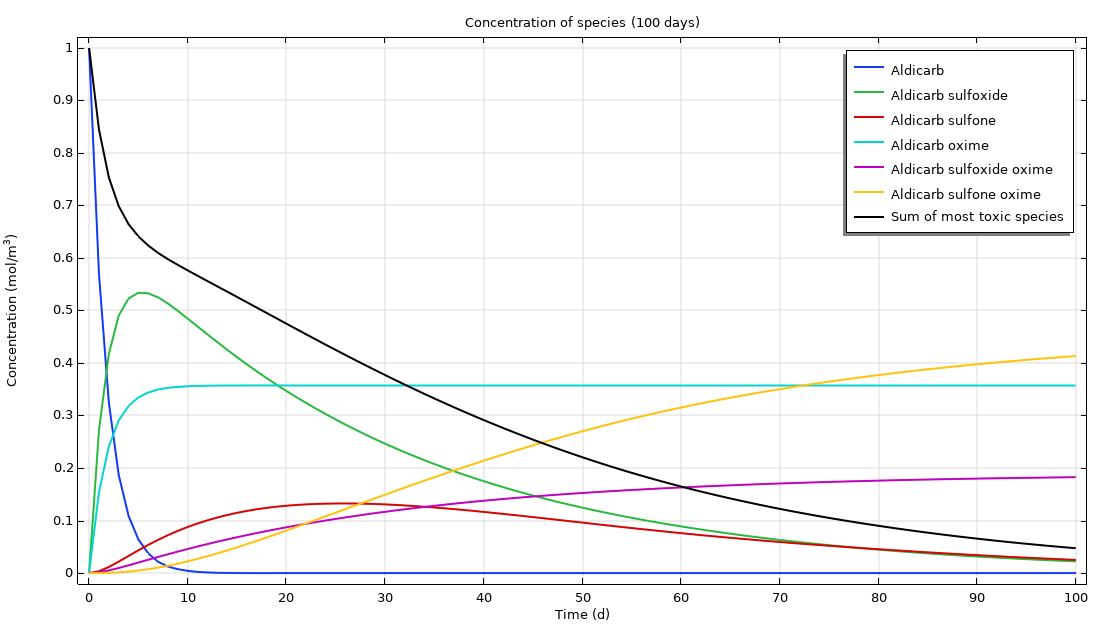 Concentration of species (100 days)
Concentration (mol/m³)
1
0.9
0.8
0.7
0.6
0.5
0.4
0.3
0.2
0.1
0
Aldicarb
Aldicarb sulfoxide
Aldicarb sulfone
Aldicarb oxime
Aldicarb sulfoxide oxime
Aldicarb sulfone oxime
Sum of most toxic species
0 10 20 30 40 50 60 70 80 90 100
Time (d)